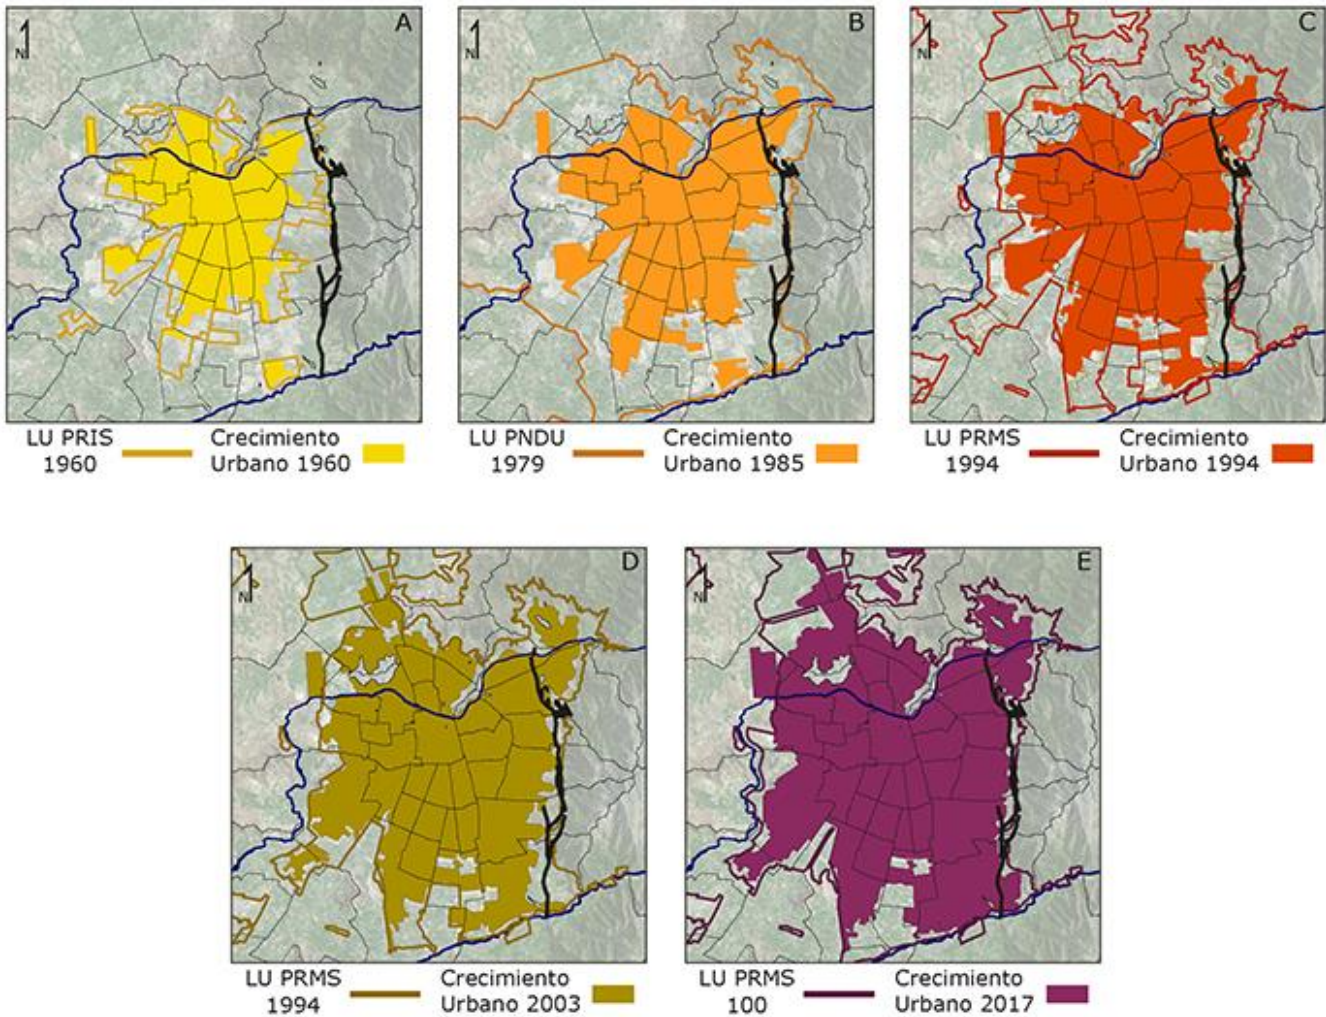 A
N
B
N
C
N
LU PRIS
1960
Crecimiento
Urbano 1960
LU PNDU
1979
Crecimiento
Urbano 1985
LU PRMS
1994
Crecimiento
Urbano 1994
D
N
E
N
LU PRMS
1994
Crecimiento
Urbano 2003
LU PRMS
100
Crecimiento
Urbano 2017